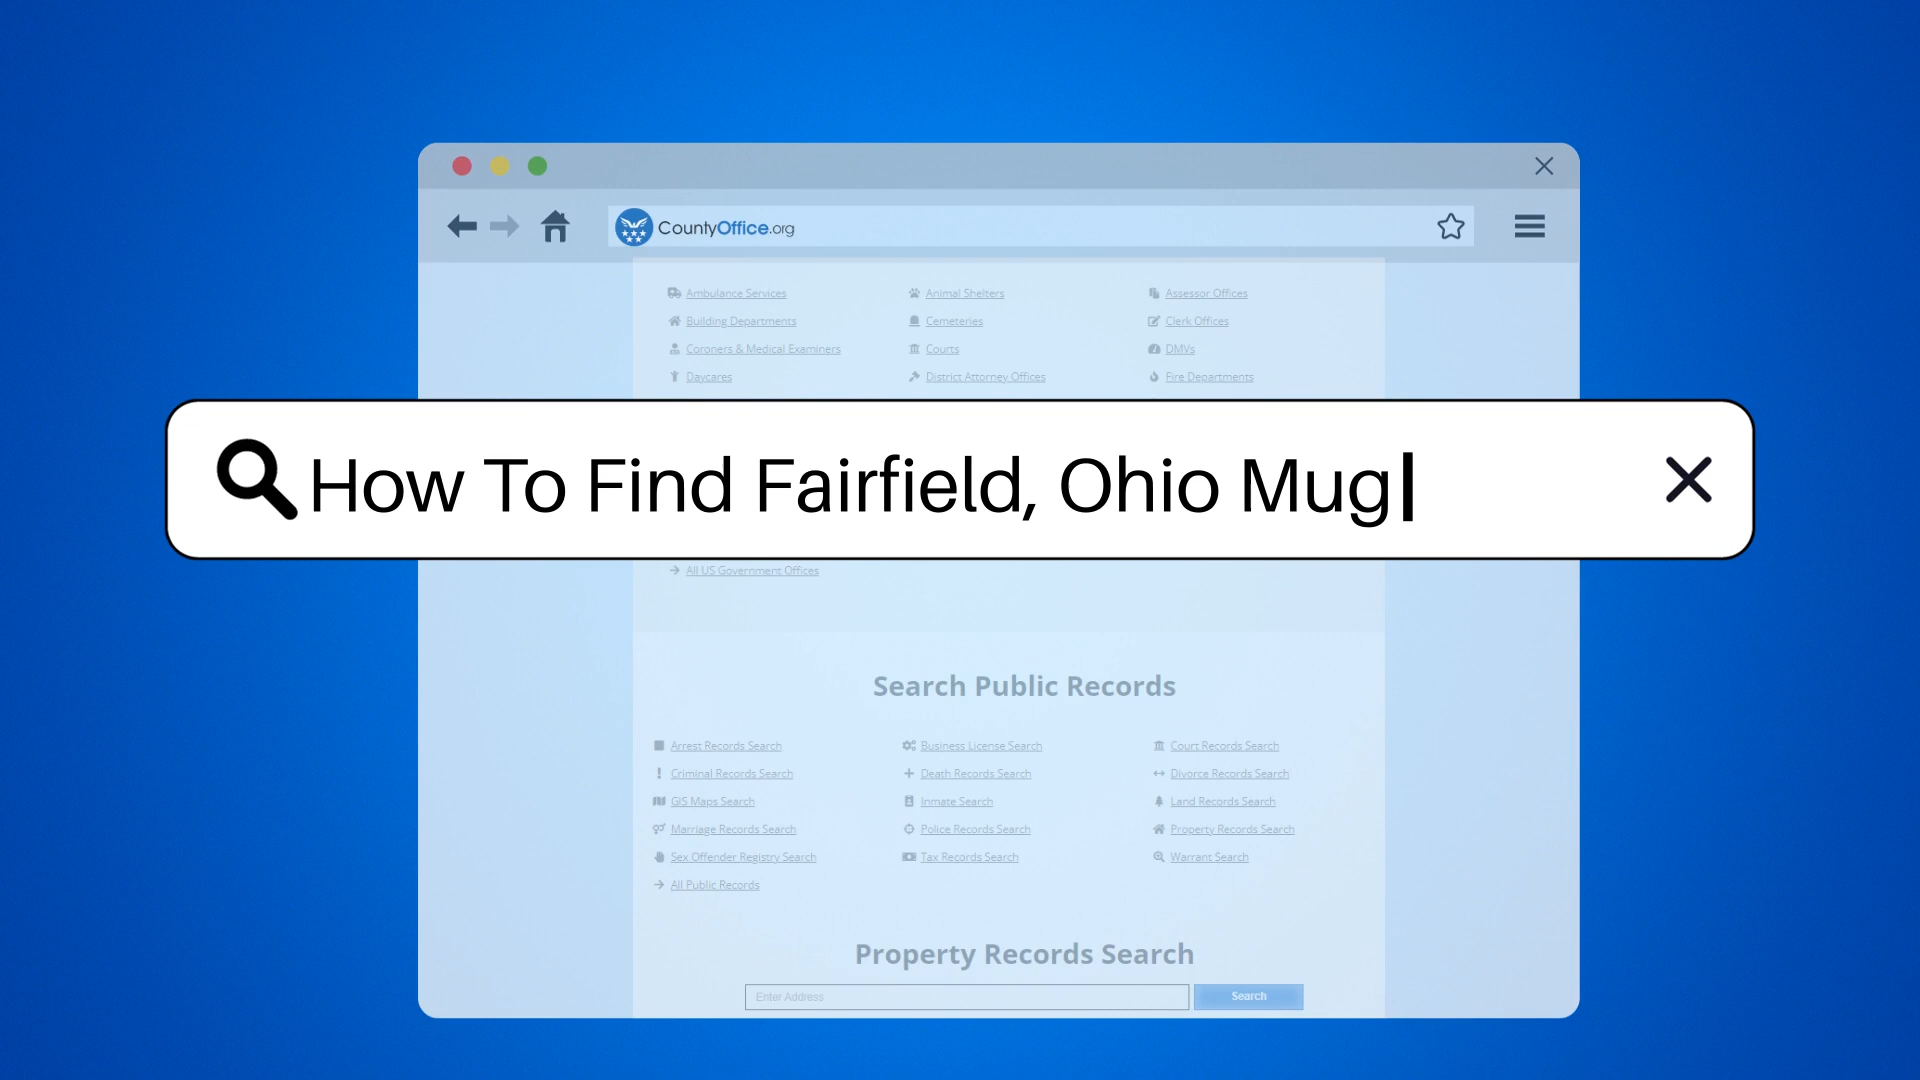 CountyOffice.org
Ambulance Services Animal Shelters Assessor Offices
Building Departments Cemeteries Clerk Offices
Coroners & Medical Examiners Courts DMVs
Daycares District Attorney Offices Fire Departments
How To Find Fairfield, Ohio Mug
All US Government Offices
Search Public Records
Arrest Records Search Business License Search Court Records Search
Criminal Records Search Death Records Search Divorce Records Search
GIS Maps Search Inmate Search Land Records Search
Marriage Records Search Police Records Search Property Records Search
Sex Offender Registry Search Tax Records Search Warrant Search
All Public Records
Property Records Search
Enter Address Search